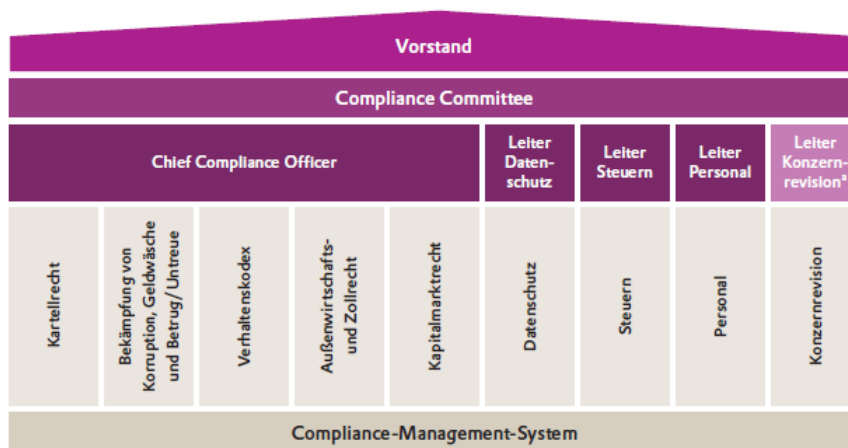 Vorstand
Compliance Committee
Chief Compliance Officer
Leiter
Daten-
schutz
Leiter
Steuern
Leiter
Personal
Leiter
Konzern-
revisionª
Kartellrecht
Bekämpfung von
Korruption, Geldwäsche
und Betrug/ Untreue
Verhaltenskodex
Außenwirtschafts-
und Zollrecht
Kapitalmarktrecht
Datenschutz
Steuern
Personal
Konzernrevision
Compliance-Management-System